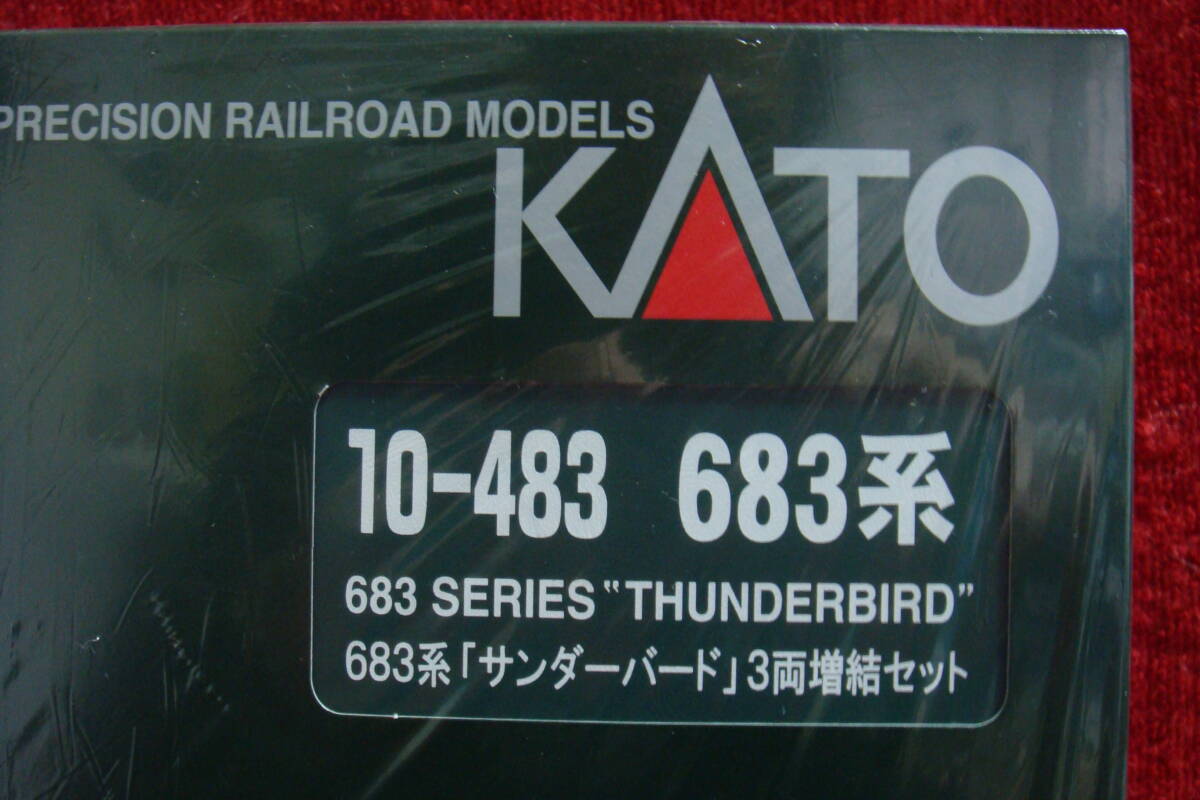 PRECISION RAILROAD MODELS
KATO
10-483 683系
683 SERIES "THUNDERBIRD"
683系「サンダーバード」3両増結セット